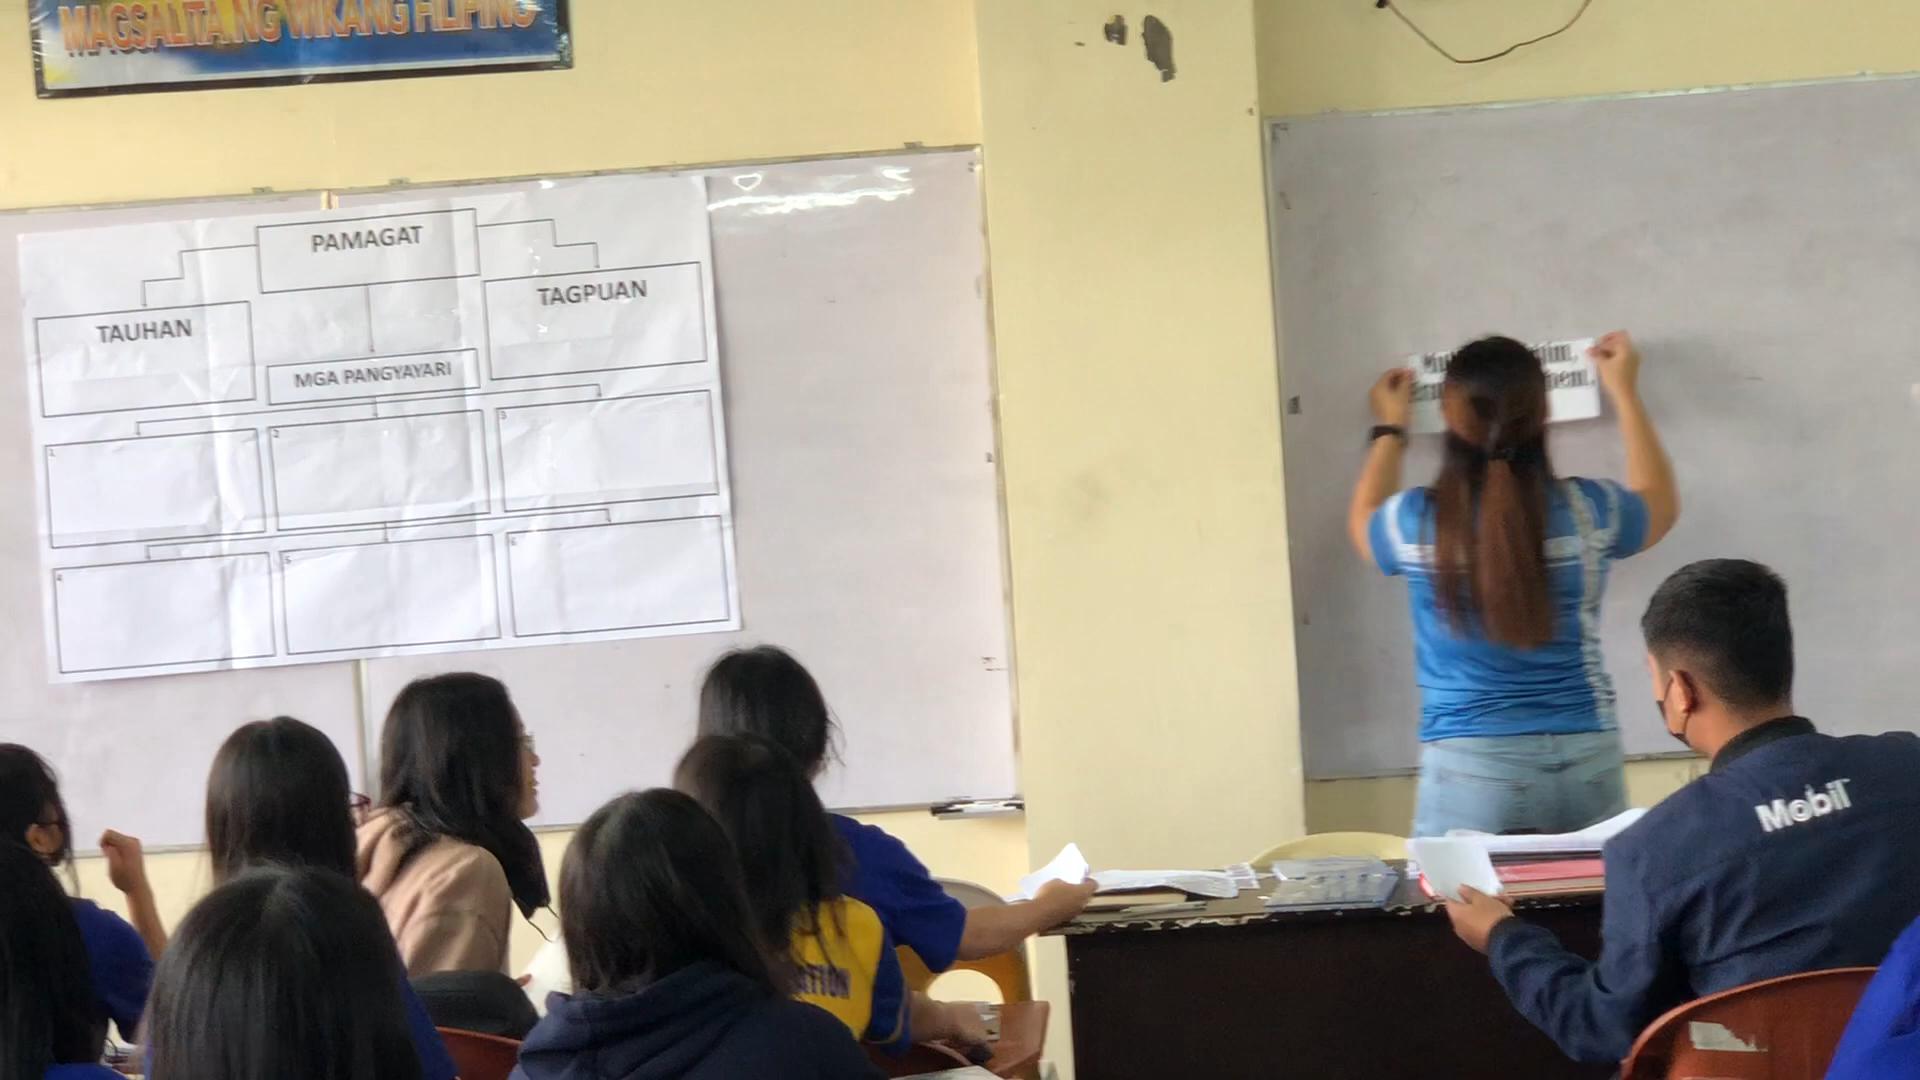 MAGSALITA NG WIKANG FILIPINO
PAMAGAT
TAUHAN
TAGPUAN
MGA PANGYAYARI
1
2
3
4
5
6
Mobil